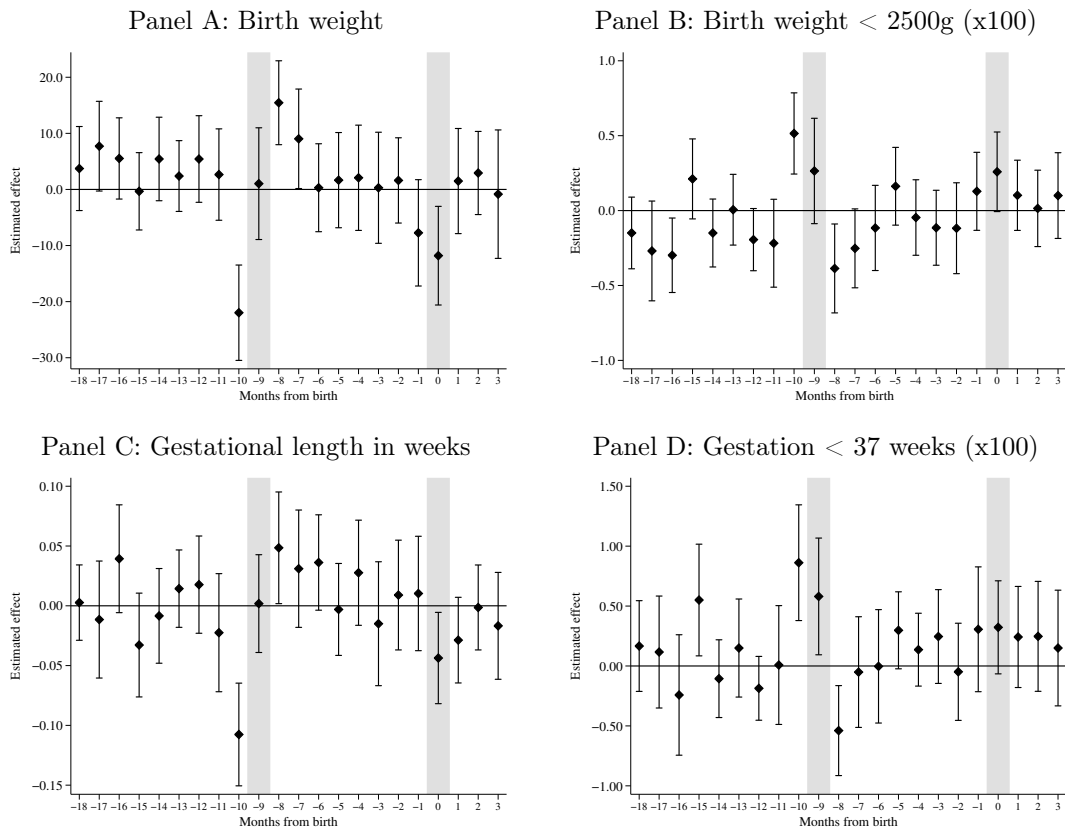 Panel A: Birth weight
20.0
10.0
0.0
−10.0
−20.0
−30.0
Estimated effect
−18 −17 −16 −15 −14 −13 −12 −11 −10 −9 −8 −7 −6 −5 −4 −3 −2 −1 0 1 2 3
Months from birth
Panel B: Birth weight < 2500g (x100)
1.0
0.5
0.0
−0.5
−1.0
Estimated effect
−18 −17 −16 −15 −14 −13 −12 −11 −10 −9 −8 −7 −6 −5 −4 −3 −2 −1 0 1 2 3
Months from birth
Panel C: Gestational length in weeks
0.10
0.05
0.00
−0.05
−0.10
−0.15
Estimated effect
−18 −17 −16 −15 −14 −13 −12 −11 −10 −9 −8 −7 −6 −5 −4 −3 −2 −1 0 1 2 3
Months from birth
Panel D: Gestation < 37 weeks (x100)
1.50
1.00
0.50
0.00
−0.50
−1.00
Estimated effect
−18 −17 −16 −15 −14 −13 −12 −11 −10 −9 −8 −7 −6 −5 −4 −3 −2 −1 0 1 2 3
Months from birth